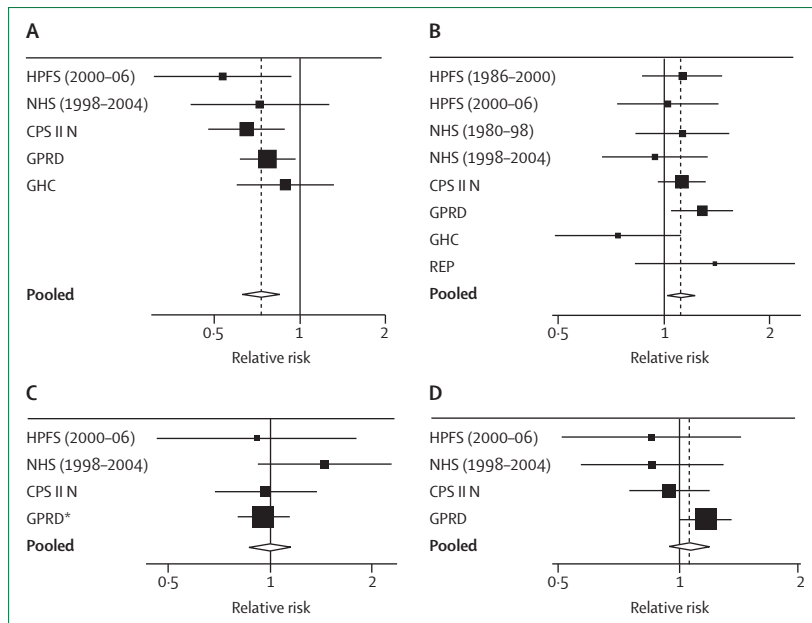 A
HPFS (2000–06)
NHS (1998–2004)
CPS II N
GPRD
GHC
Pooled
0·5 1 2
Relative risk
B
HPFS (1986–2000)
HPFS (2000–06)
NHS (1980–98)
NHS (1998–2004)
CPS II N
GPRD
GHC
REP
Pooled
0·5 1 2
Relative risk
C
HPFS (2000–06)
NHS (1998–2004)
CPS II N
GPRD*
Pooled
0·5 1 2
Relative risk
D
HPFS (2000–06)
NHS (1998–2004)
CPS II N
GPRD
Pooled
0·5 1 2
Relative risk